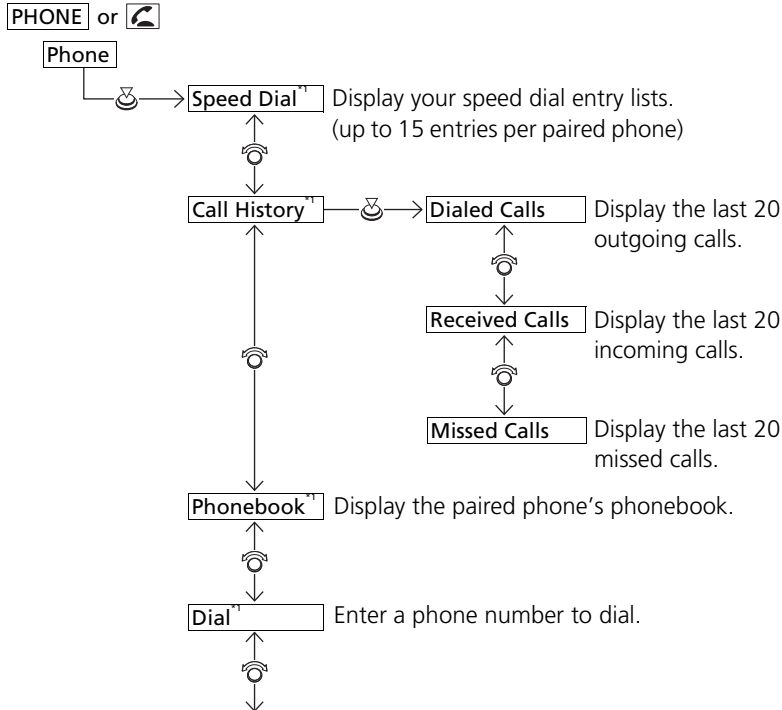 PHONE or
Phone
Speed Dial*1 Display your speed dial entry lists.
(up to 15 entries per paired phone)
Call History*1 Dialed Calls Display the last 20
outgoing calls.
Received Calls Display the last 20
incoming calls.
Missed Calls Display the last 20
missed calls.
Phonebook*1 Display the paired phone’s phonebook.
Dial*1 Enter a phone number to dial.